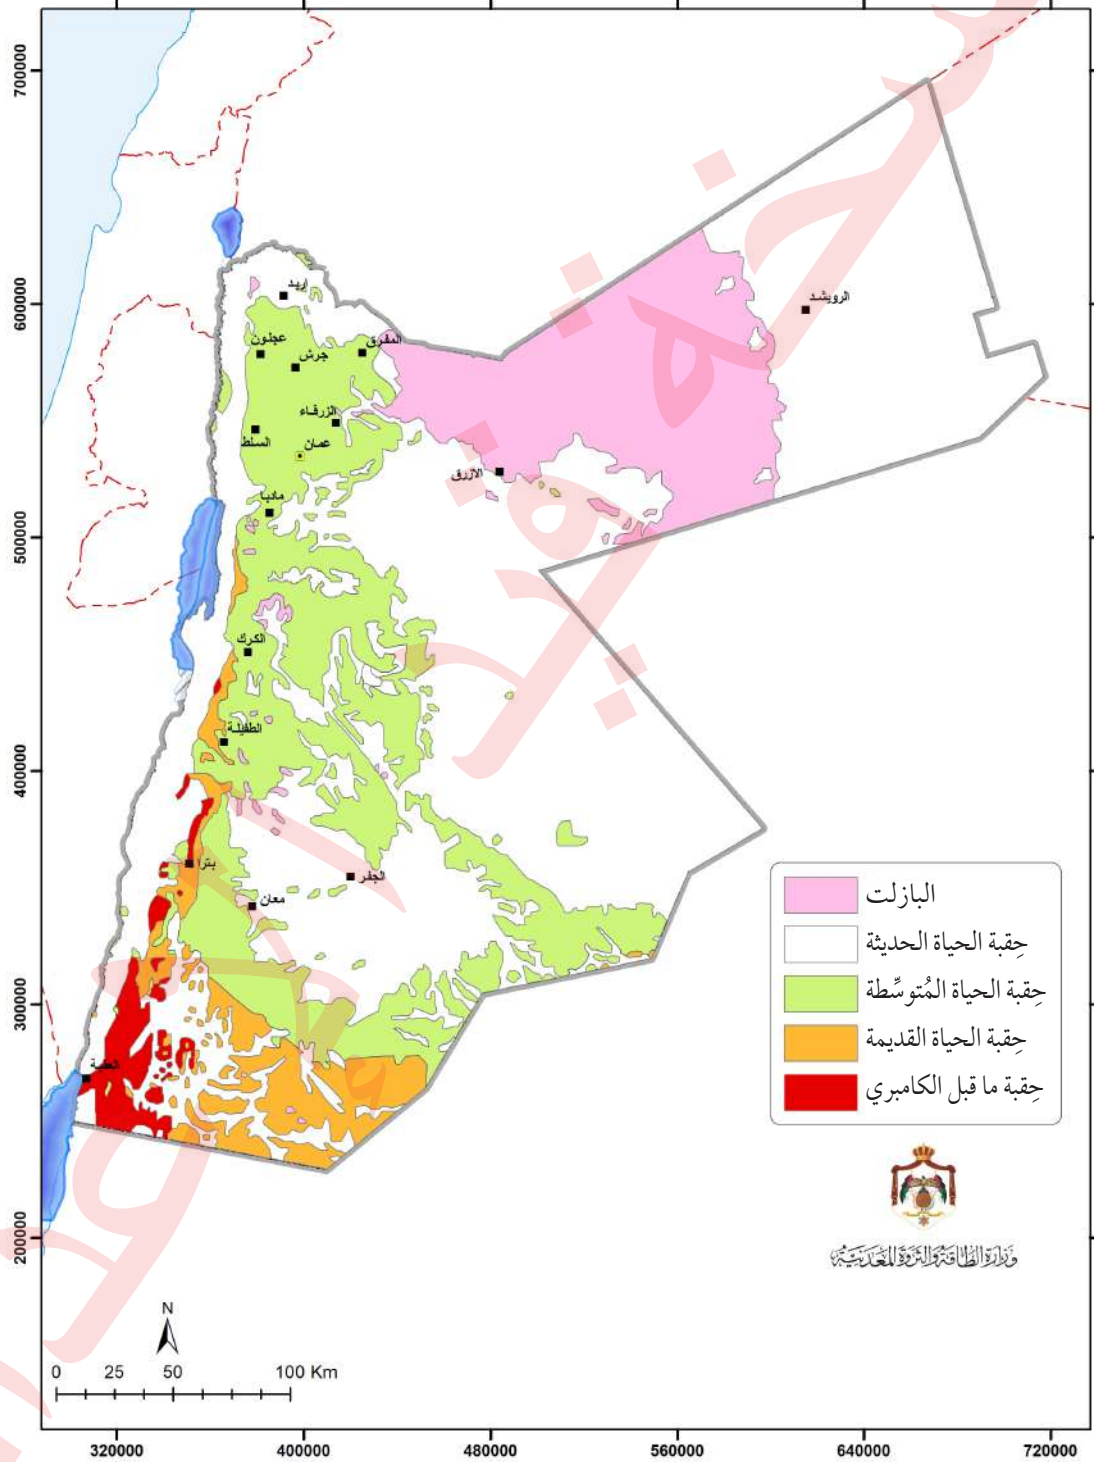 700000
600000
500000
400000
300000
200000
اربد
عجلون
جرش
المفرق
الزرقاء
السلط
عمان
مادبا
الأزرق
الرويشد
الكرك
الطفيلة
بترا
الجفر
معان
العقبة
البازلت
حِقبة الحياة الحديثة
حِقبة الحياة المُتوسِّطة
حِقبة الحياة القديمة
حِقبة ما قبل الكامبري
وزارة الطاقة والثروة المعدنية
N
0 25 50 100 Km
320000 400000 480000 560000 640000 720000